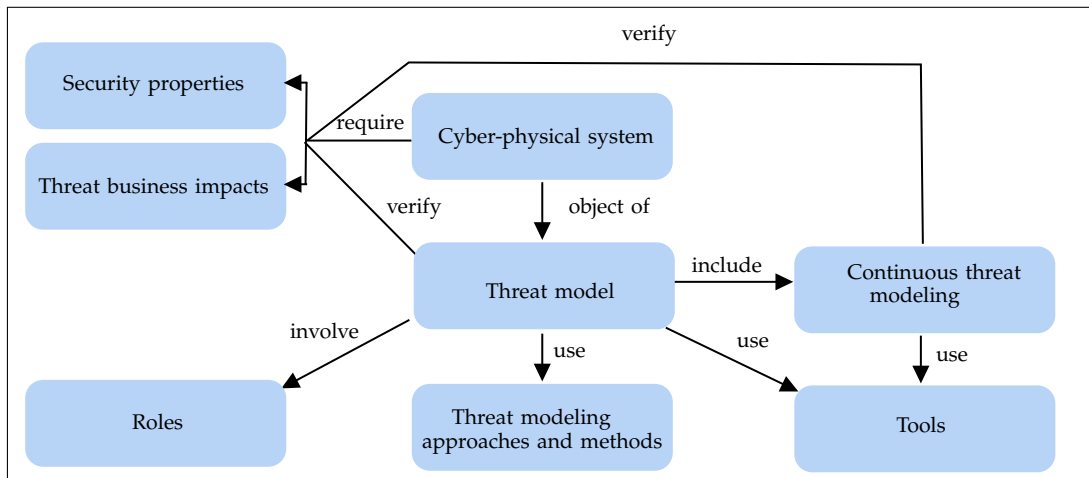 verify
Security properties
require
Cyber-physical system
Threat business impacts
verify
object of
Threat model
include
Continuous threat
modeling
involve
use
use
use
Roles
Threat modeling
approaches and methods
Tools